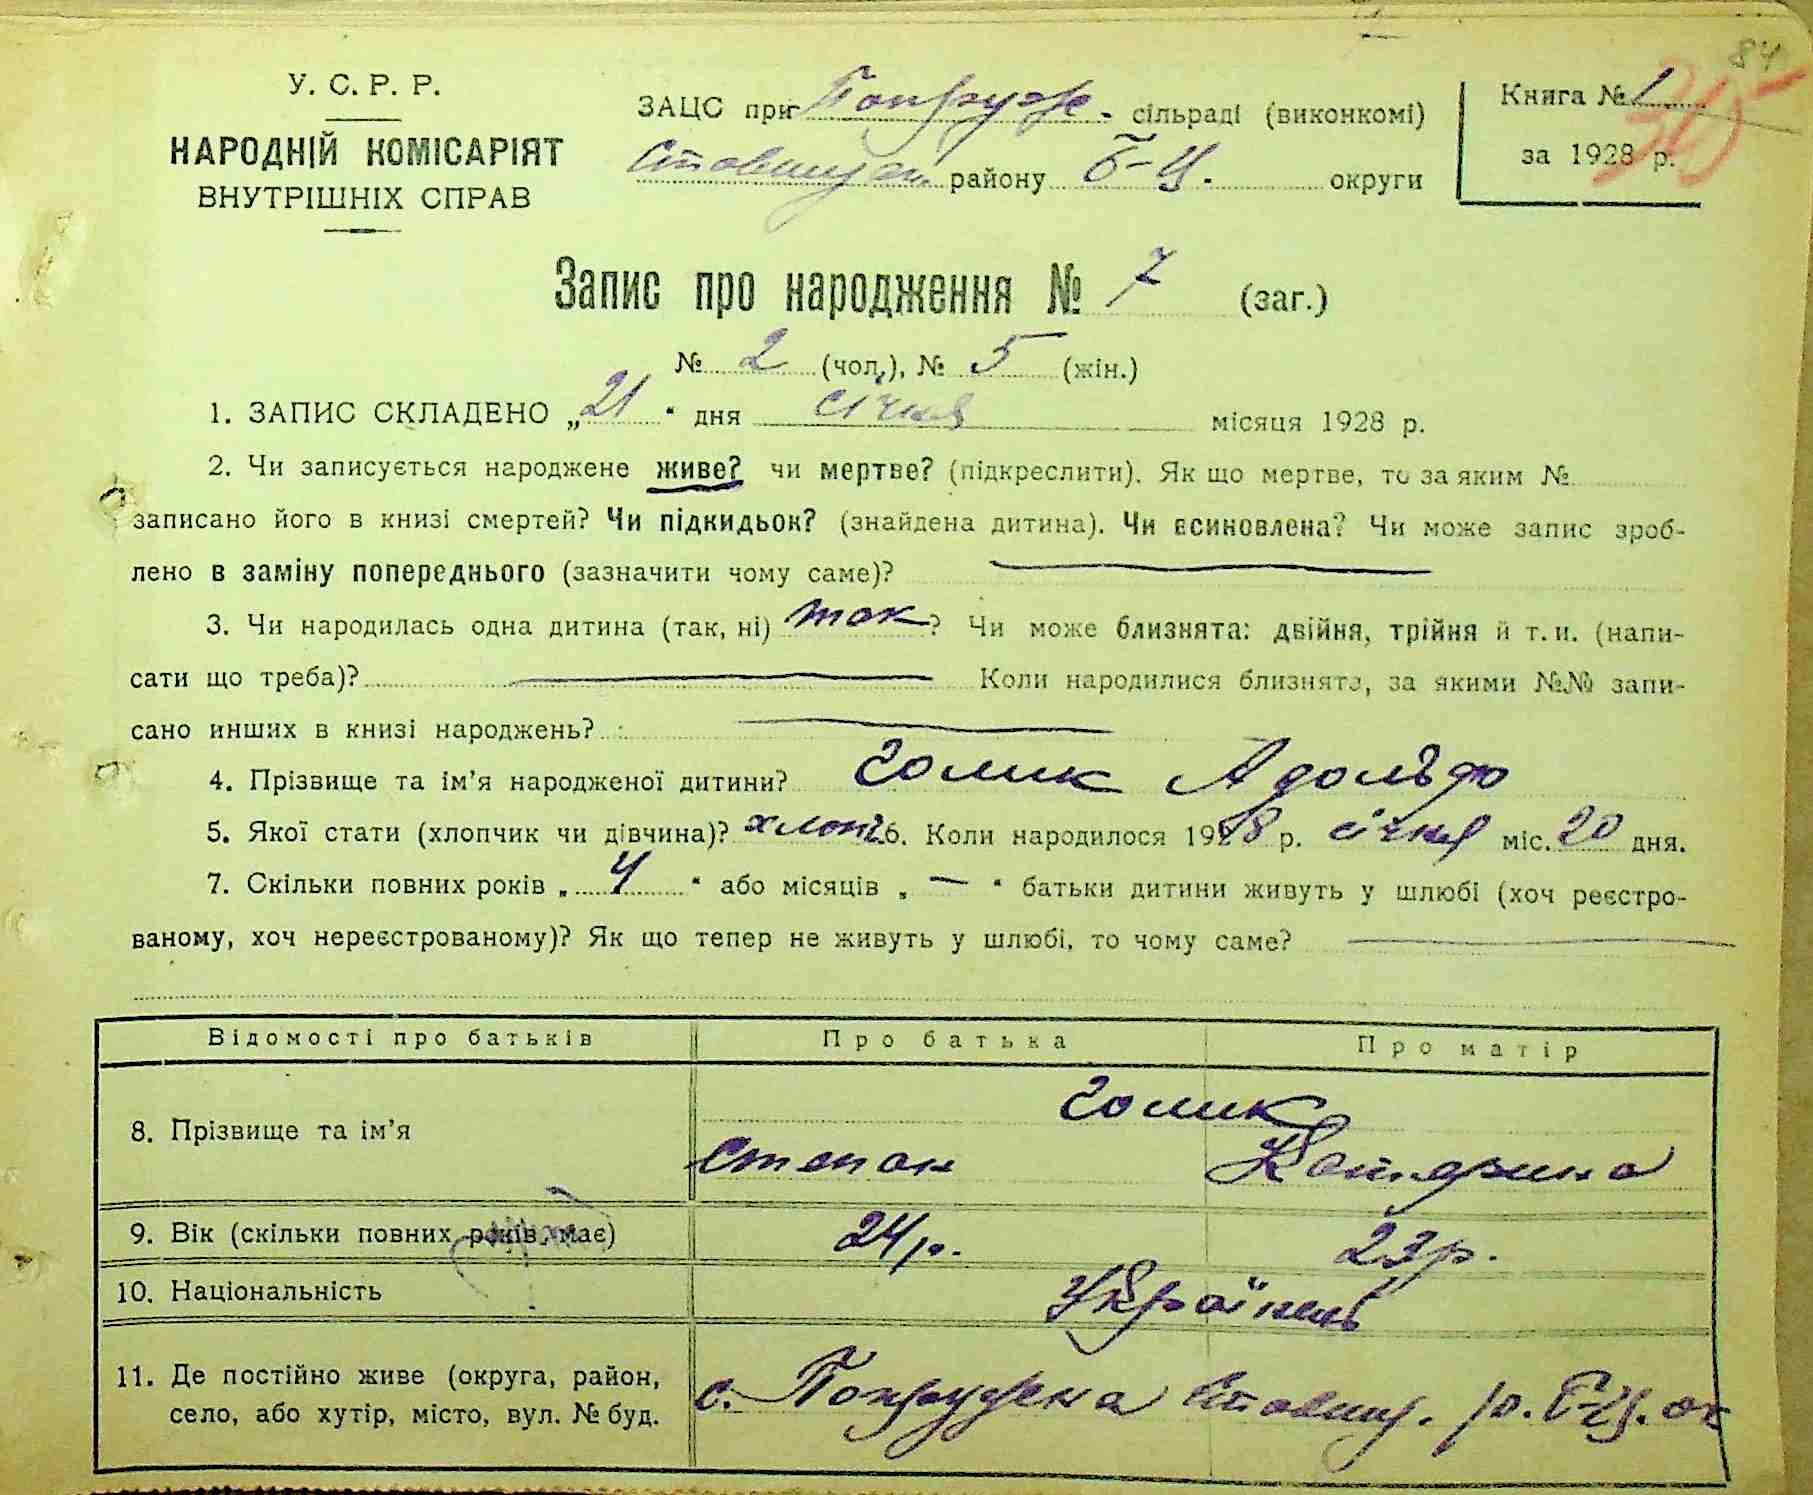 84
У. С. Р. Р.
НАРОДНІЙ КОМІСАРІЯТ
ВНУТРІШНІХ СПРАВ
ЗАЦС при Попруж. сільраді (виконкомі)
Ставищен. району Б-Ц. округи
Книга № 1
за 1928 р.
Запис про народження № 7 (заг.)
№ 2 (чол.), № 5 (жін.)
1. ЗАПИС СКЛАДЕНО „21" дня січня місяця 1928 р.
2. Чи записується народжене живе? чи мертве? (підкреслити). Як що мертве, то за яким №
записано його в книзі смертей? Чи підкидьок? (знайдена дитина). Чи всиновлена? Чи може запис зроб-
лено в заміну попереднього (зазначити чому саме)?
3. Чи народилась одна дитина (так, ні) так? Чи може близнята: двійня, трійня й т. и. (напи-
сати що треба)? Коли народилися близнята, за якими №№ запи-
сано инших в книзі народжень?
4. Прізвище та ім'я народженої дитини? Голик Адольф
5. Якої стати (хлопчик чи дівчина)? хлопч. 6. Коли народилося 1928 р. січня міс. 20 дня.
7. Скільки повних років „ 4 " або місяців „ — " батьки дитини живуть у шлюбі (хоч реєстро-
ваному, хоч нереєстрованому)? Як що тепер не живуть у шлюбі, то чому саме?
Відомості про батьків Про батька Про матір
8. Прізвище та ім'я Голик
Степан Катерина
9. Вік (скільки повних років має) 24 р. 23 р.
10. Національність Українець
11. Де постійно живе (округа, район,
село, або хутір, місто, вул. № буд.
с. Попружена Ставищ. р. Б-Ц. ок